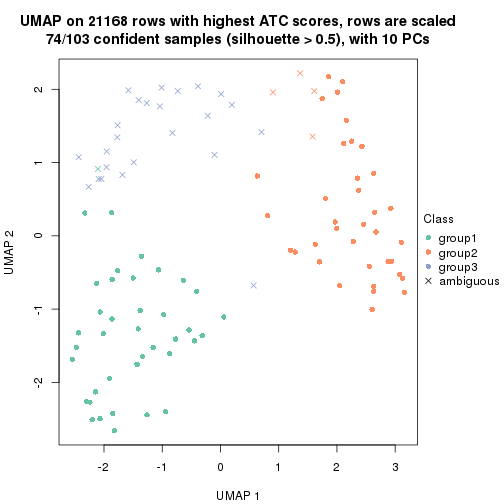 UMAP on 21168 rows with highest ATC scores, rows are scaled
74/103 confident samples (silhouette > 0.5), with 10 PCs
2
1
0
-1
-2
UMAP 2
Class
group1
group2
group3
ambiguous
-2 -1 0 1 2 3
UMAP 1